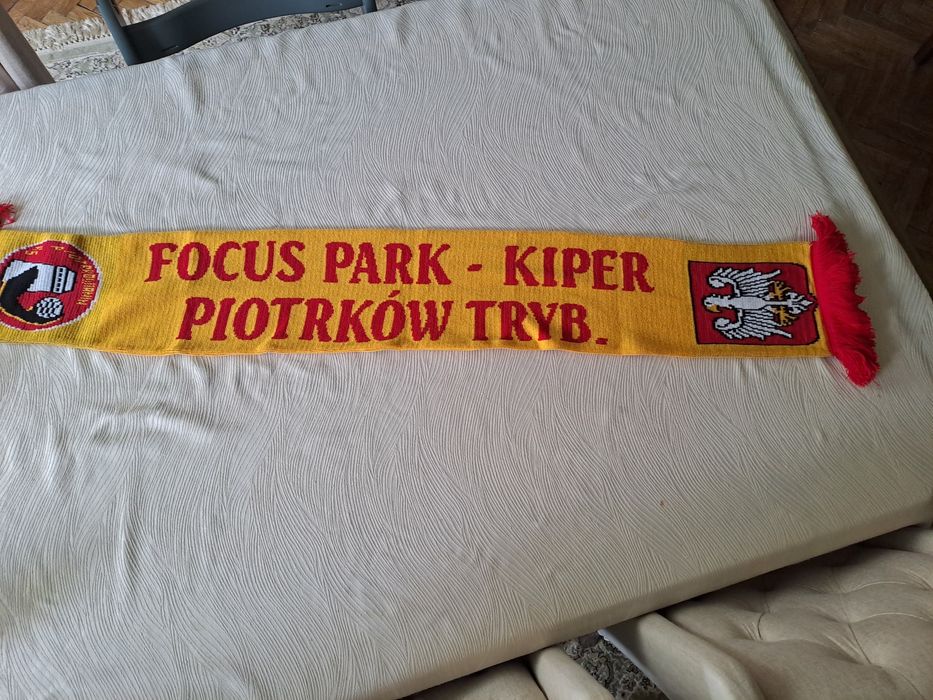 FOCUS PARK - KIPER
PIOTRKÓW TRYB.